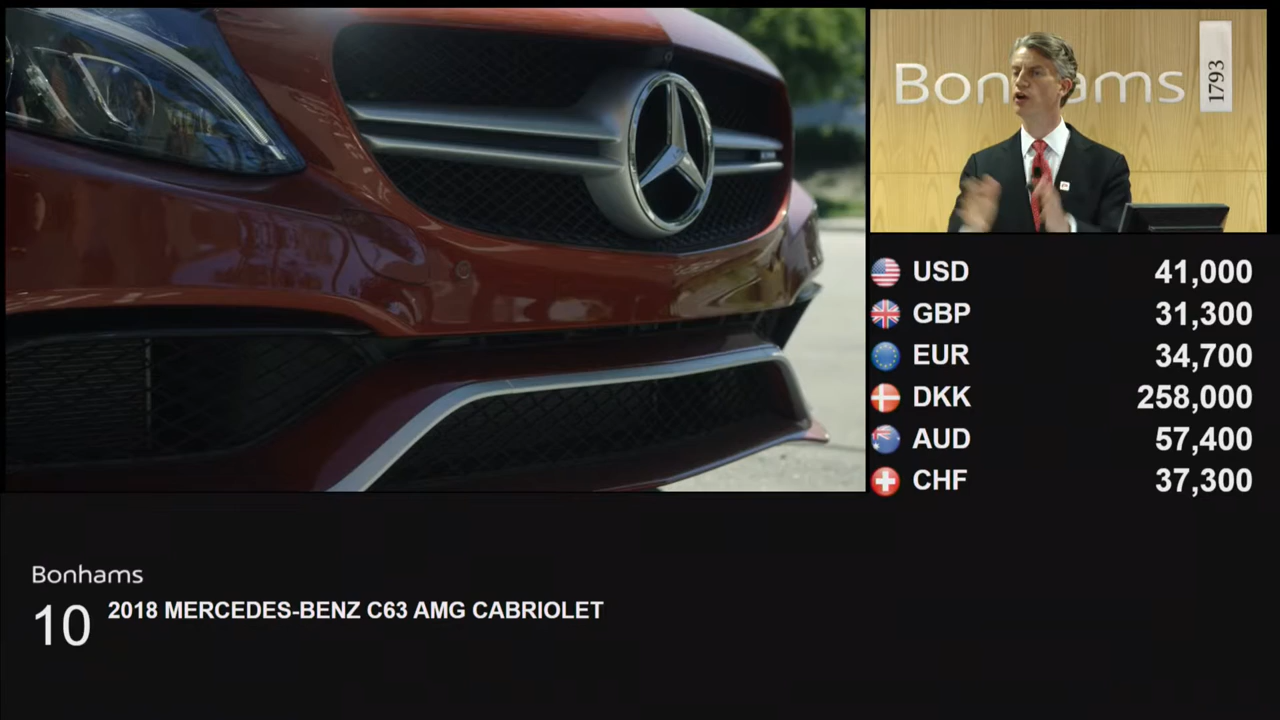 Bonhams
1793
USD 41,000
GBP 31,300
EUR 34,700
DKK 258,000
AUD 57,400
CHF 37,300
Bonhams
10 2018 MERCEDES-BENZ C63 AMG CABRIOLET